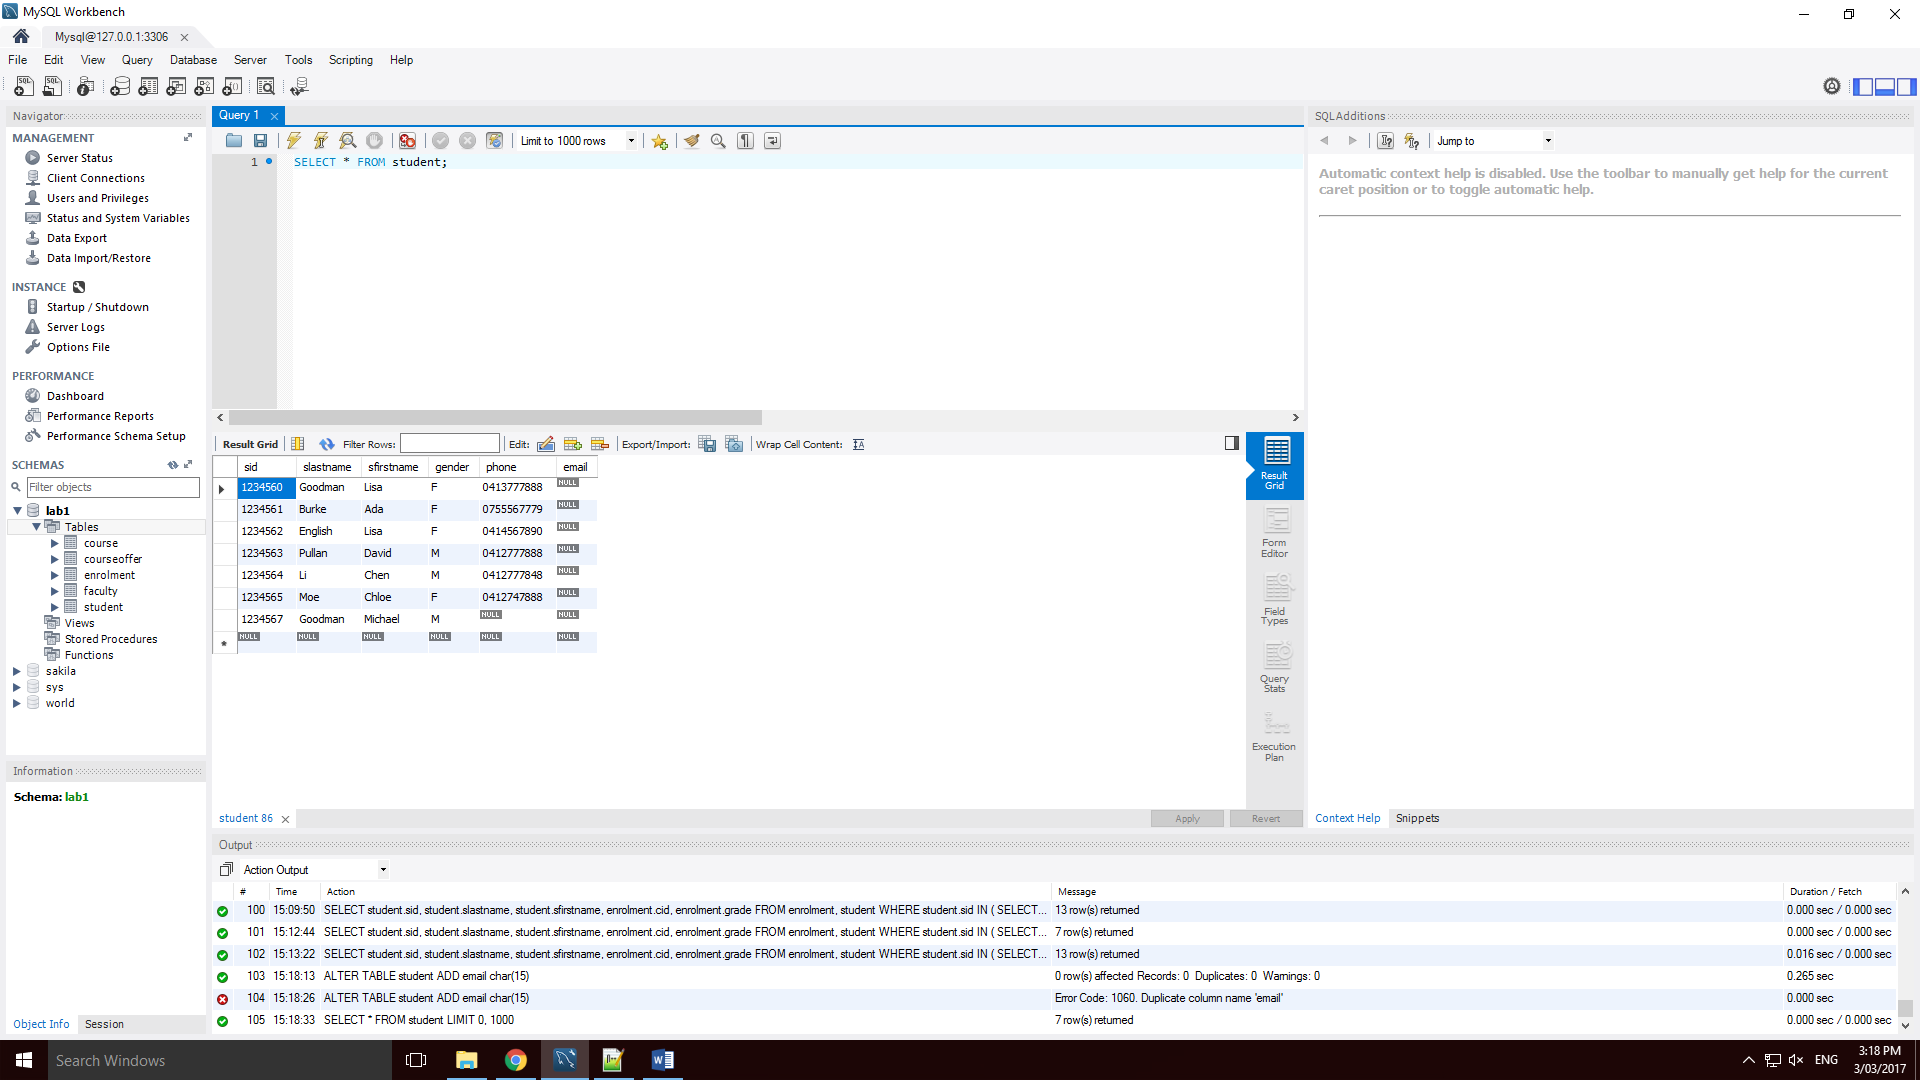 MySQL Workbench
Mysql@127.0.0.1:3306
File Edit View Query Database Server Tools Scripting Help
Navigator
MANAGEMENT
Server Status
Client Connections
Users and Privileges
Status and System Variables
Data Export
Data Import/Restore
INSTANCE
Startup / Shutdown
Server Logs
Options File
PERFORMANCE
Dashboard
Performance Reports
Performance Schema Setup
SCHEMAS
Filter objects
lab1
Tables
course
courseoffer
enrolment
faculty
student
Views
Stored Procedures
Functions
sakila
sys
world
Information
Schema: lab1
Object Info Session
Query 1
Limit to 1000 rows
1 SELECT * FROM student;
Result Grid Filter Rows: Edit: Export/Import: Wrap Cell Content:
sid slastname sfirstname gender phone email
1234560 Goodman Lisa F 0413777888 NULL
1234561 Burke Ada F 0755567779 NULL
1234562 English Lisa F 0414567890 NULL
1234563 Pullan David M 0412777888 NULL
1234564 Li Chen M 0412777848 NULL
1234565 Moe Chloe F 0412747888 NULL
1234567 Goodman Michael M NULL NULL
* NULL NULL NULL NULL NULL NULL
Result Grid
Form Editor
Field Types
Query Stats
Execution Plan
student 86
Apply Revert
SQLAdditions
Jump to
Automatic context help is disabled. Use the toolbar to manually get help for the current
caret position or to toggle automatic help.
Context Help Snippets
Output
Action Output
# Time Action Message Duration / Fetch
100 15:09:50 SELECT student.sid, student.slastname, student.sfirstname, enrolment.cid, enrolment.grade FROM enrolment, student WHERE student.sid IN ( SELECT... 13 row(s) returned 0.000 sec / 0.000 sec
101 15:12:44 SELECT student.sid, student.slastname, student.sfirstname, enrolment.cid, enrolment.grade FROM enrolment, student WHERE student.sid IN ( SELECT... 7 row(s) returned 0.000 sec / 0.000 sec
102 15:13:22 SELECT student.sid, student.slastname, student.sfirstname, enrolment.cid, enrolment.grade FROM enrolment, student WHERE student.sid IN ( SELECT... 13 row(s) returned 0.016 sec / 0.000 sec
103 15:18:13 ALTER TABLE student ADD email char(15) 0 row(s) affected Records: 0 Duplicates: 0 Warnings: 0 0.265 sec
104 15:18:26 ALTER TABLE student ADD email char(15) Error Code: 1060. Duplicate column name 'email' 0.000 sec
105 15:18:33 SELECT * FROM student LIMIT 0, 1000 7 row(s) returned 0.000 sec / 0.000 sec
Search Windows
ENG
3:18 PM
3/03/2017